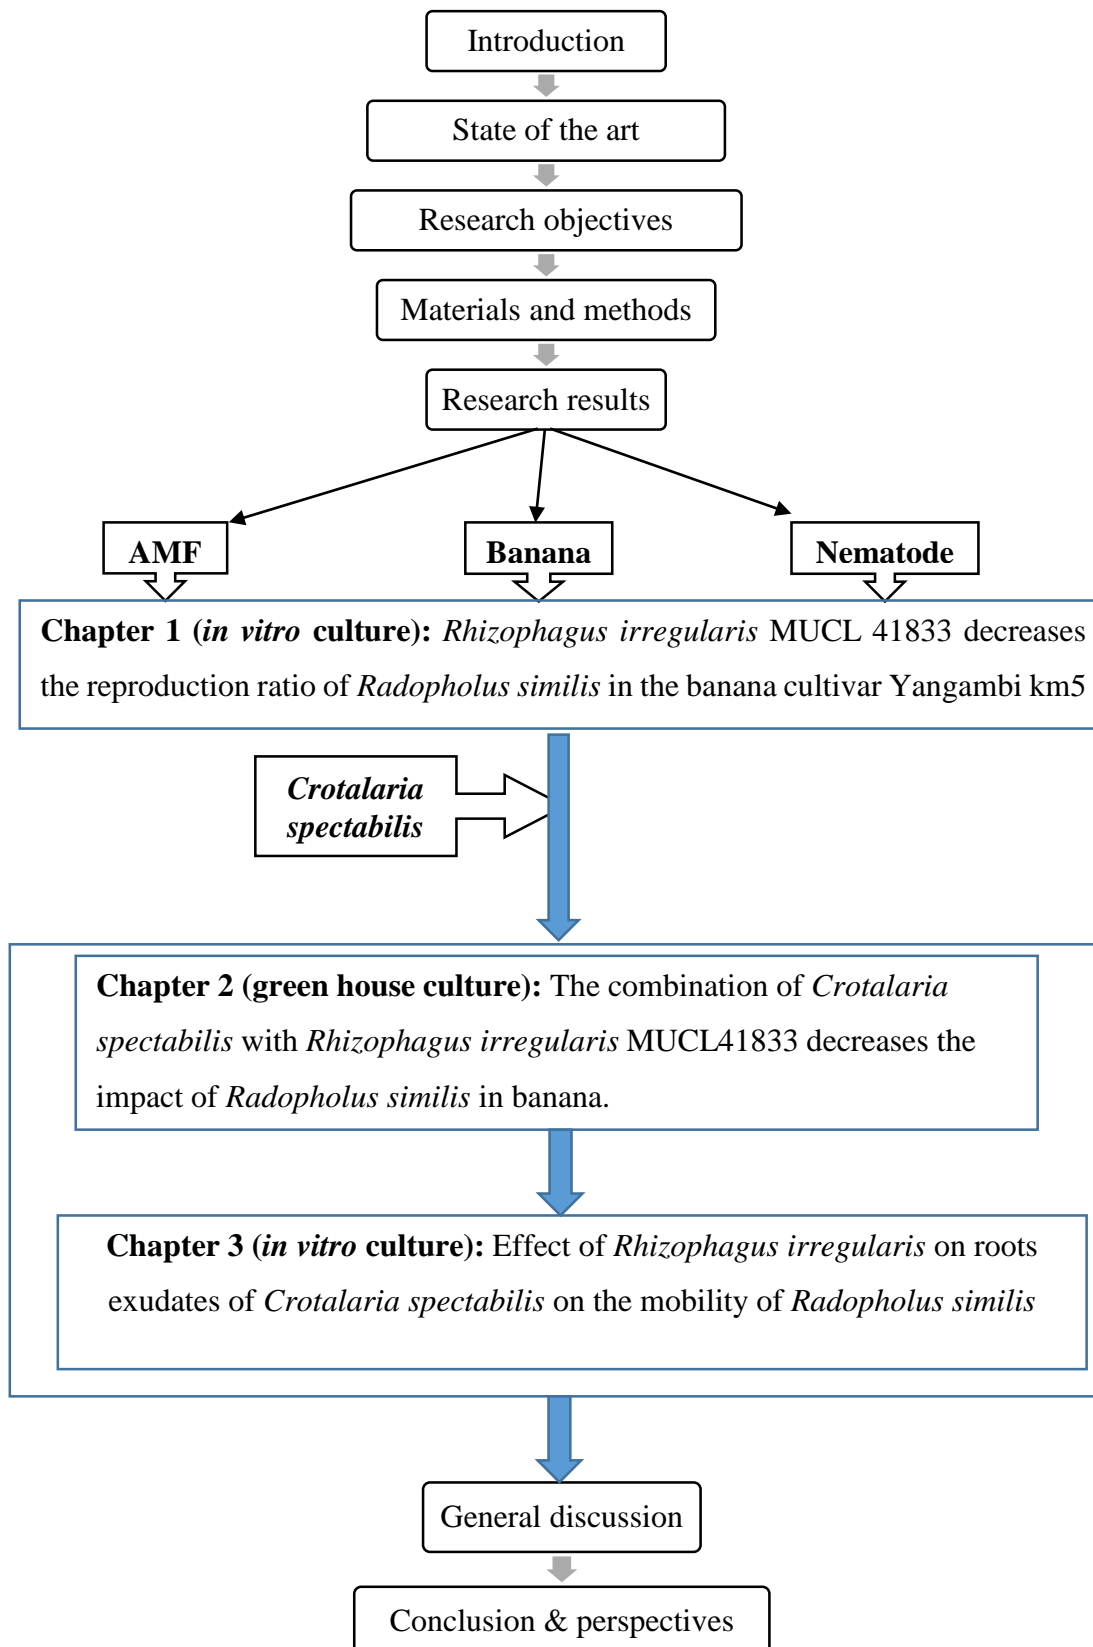 Introduction
State of the art
Research objectives
Materials and methods
Research results
AMF
Banana
Nematode
Chapter 1 (in vitro culture): Rhizophagus irregularis MUCL 41833 decreases
the reproduction ratio of Radopholus similis in the banana cultivar Yangambi km5
Crotalaria
spectabilis
Chapter 2 (green house culture): The combination of Crotalaria
spectabilis with Rhizophagus irregularis MUCL41833 decreases the
impact of Radopholus similis in banana.
Chapter 3 (in vitro culture): Effect of Rhizophagus irregularis on roots
exudates of Crotalaria spectabilis on the mobility of Radopholus similis
General discussion
Conclusion & perspectives